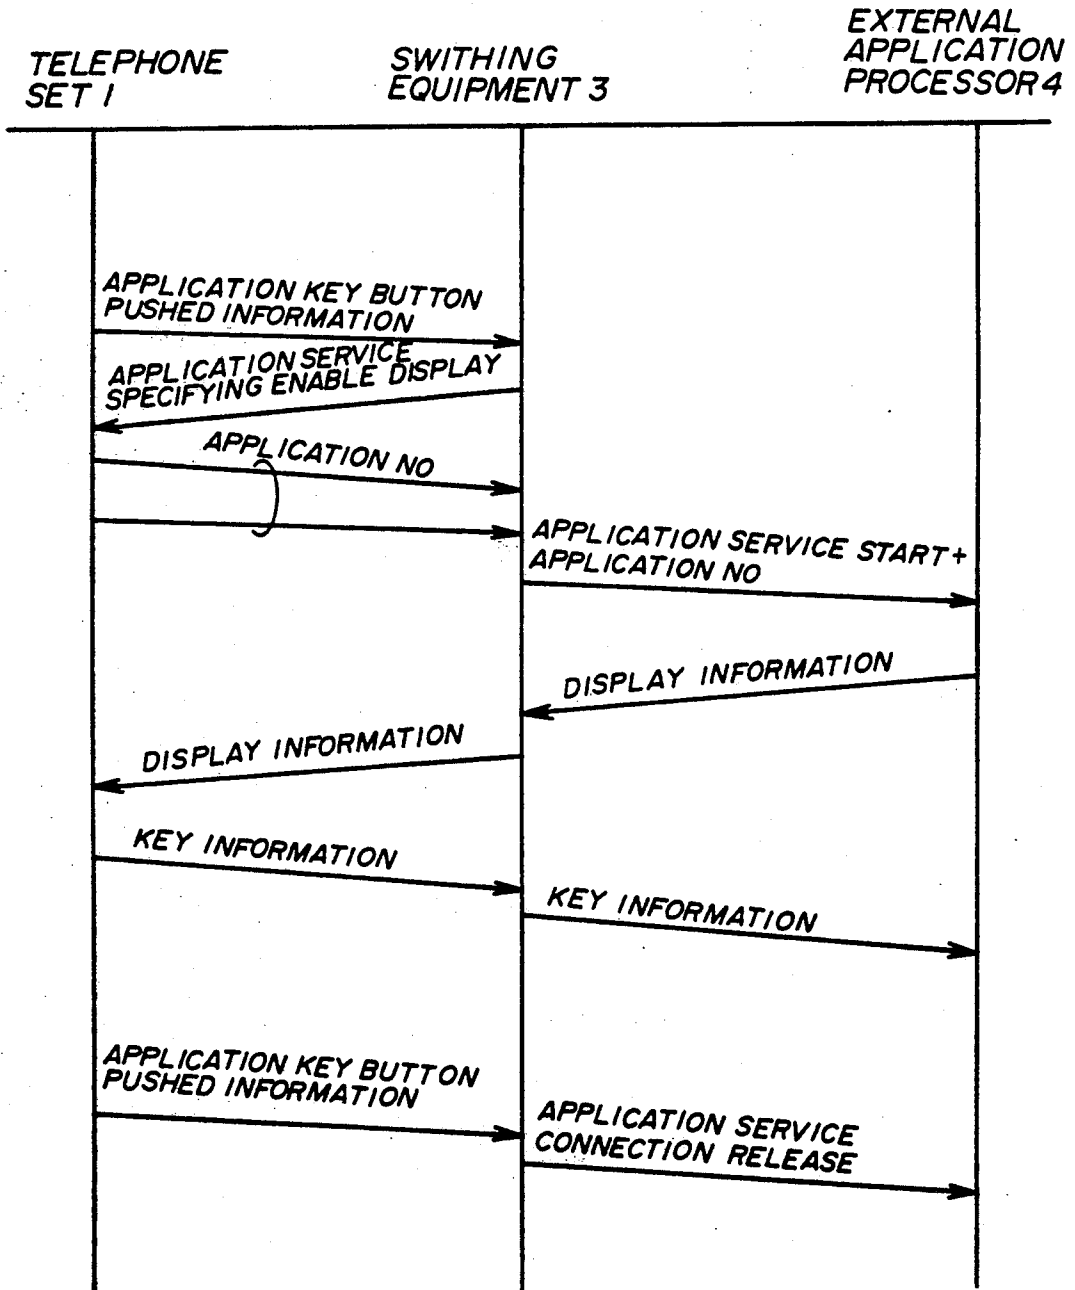 TELEPHONE
SET 1
SWITHING
EQUIPMENT 3
EXTERNAL
APPLICATION
PROCESSOR 4
APPLICATION KEY BUTTON
PUSHED INFORMATION
APPLICATION SERVICE
SPECIFYING ENABLE DISPLAY
APPLICATION NO
APPLICATION SERVICE START+
APPLICATION NO
DISPLAY INFORMATION
DISPLAY INFORMATION
KEY INFORMATION
KEY INFORMATION
APPLICATION KEY BUTTON
PUSHED INFORMATION
APPLICATION SERVICE
CONNECTION RELEASE